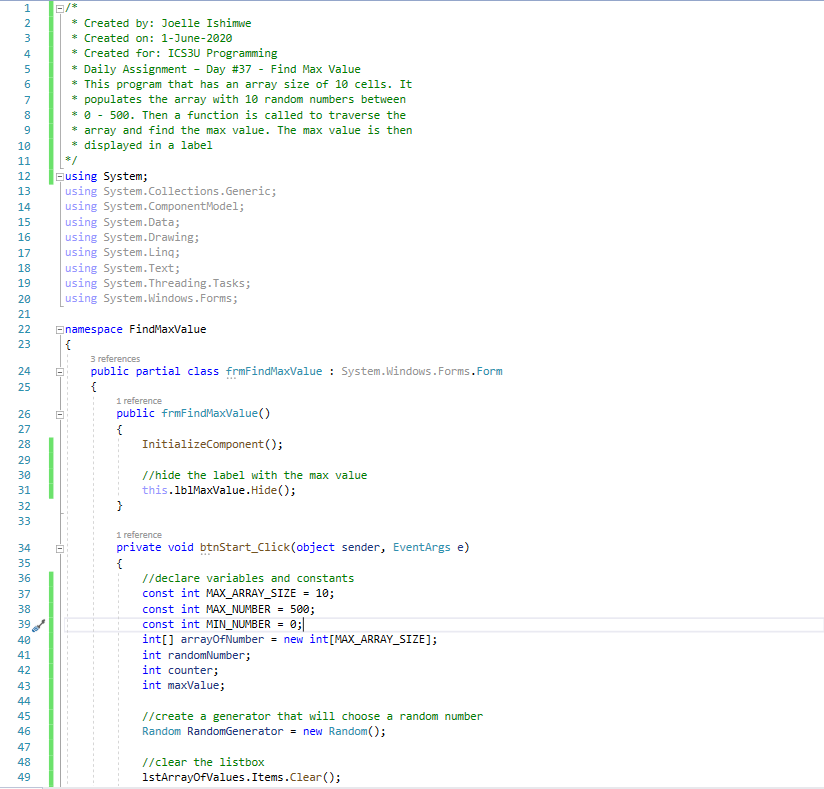 1 /*
2 * Created by: Joelle Ishimwe
3 * Created on: 1-June-2020
4 * Created for: ICS3U Programming
5 * Daily Assignment – Day #37 - Find Max Value
6 * This program that has an array size of 10 cells. It
7 * populates the array with 10 random numbers between
8 * 0 - 500. Then a function is called to traverse the
9 * array and find the max value. The max value is then
10 * displayed in a label
11 */
12 using System;
13 using System.Collections.Generic;
14 using System.ComponentModel;
15 using System.Data;
16 using System.Drawing;
17 using System.Linq;
18 using System.Text;
19 using System.Threading.Tasks;
20 using System.Windows.Forms;
21
22 namespace FindMaxValue
23 {
3 references
24 public partial class frmFindMaxValue : System.Windows.Forms.Form
25 {
1 reference
26 public frmFindMaxValue()
27 {
28 InitializeComponent();
29
30 //hide the label with the max value
31 this.lblMaxValue.Hide();
32 }
33
1 reference
34 private void btnStart_Click(object sender, EventArgs e)
35 {
36 //declare variables and constants
37 const int MAX_ARRAY_SIZE = 10;
38 const int MAX_NUMBER = 500;
39 const int MIN_NUMBER = 0;
40 int[] arrayOfNumber = new int[MAX_ARRAY_SIZE];
41 int randomNumber;
42 int counter;
43 int maxValue;
44
45 //create a generator that will choose a random number
46 Random RandomGenerator = new Random();
47
48 //clear the listbox
49 lstArrayOfValues.Items.Clear();